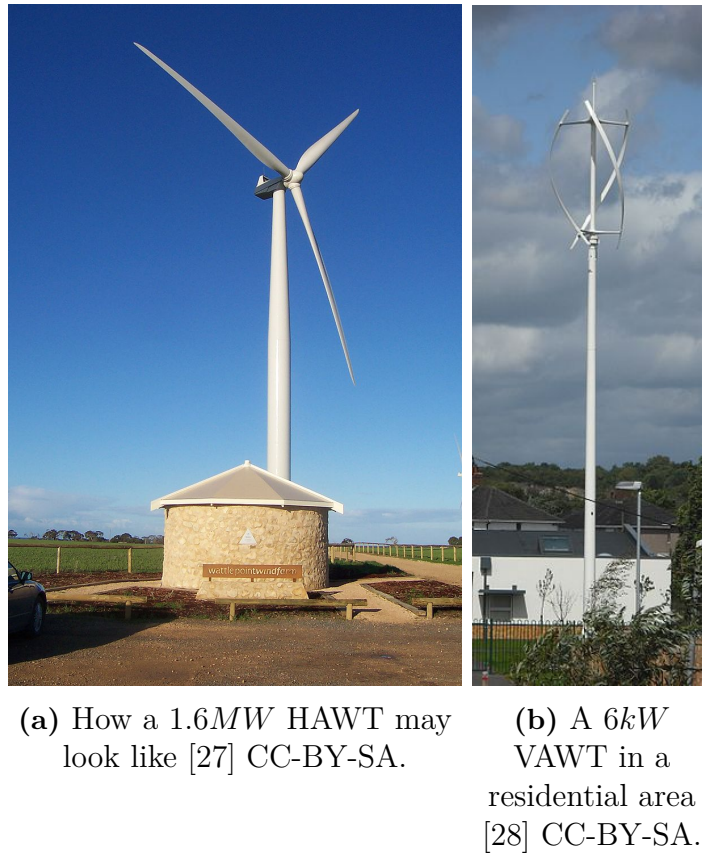 wattlepointwindfarm
(a) How a 1.6MW HAWT may
look like [27] CC-BY-SA.
(b) A 6kW
VAWT in a
residential area
[28] CC-BY-SA.